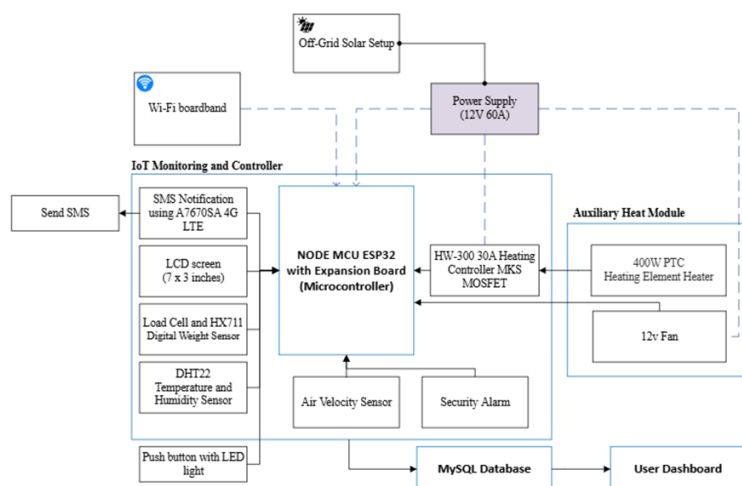 Off-Grid Solar Setup
Wi-Fi boardband
Power Supply
(12V 60A)
IoT Monitoring and Controller
Send SMS
SMS Notification
using A7670SA 4G
LTE
LCD screen
(7 x 3 inches)
Load Cell and HX711
Digital Weight Sensor
DHT22
Temperature and
Humidity Sensor
Push button with LED
light
NODE MCU ESP32
with Expansion Board
(Microcontroller)
HW-300 30A Heating
Controller MKS
MOSFET
Auxiliary Heat Module
400W PTC
Heating Element Heater
12v Fan
Air Velocity Sensor
Security Alarm
MySQL Database
User Dashboard